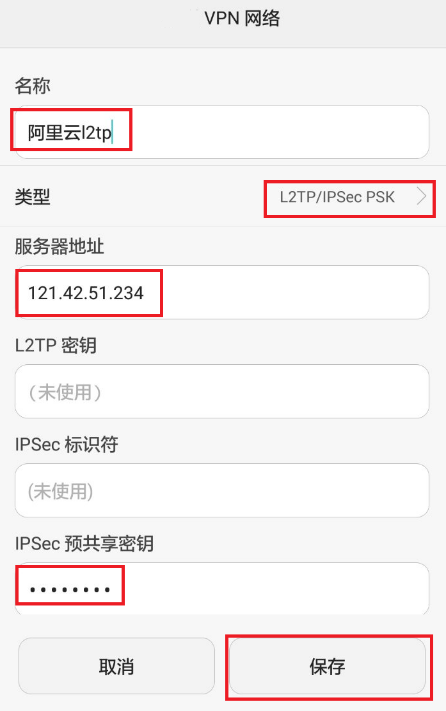 VPN 网络
名称
阿里云l2tp
类型
L2TP/IPSec PSK
服务器地址
121.42.51.234
L2TP 密钥
(未使用)
IPSec 标识符
(未使用)
IPSec 预共享密钥
••••••••
取消
保存